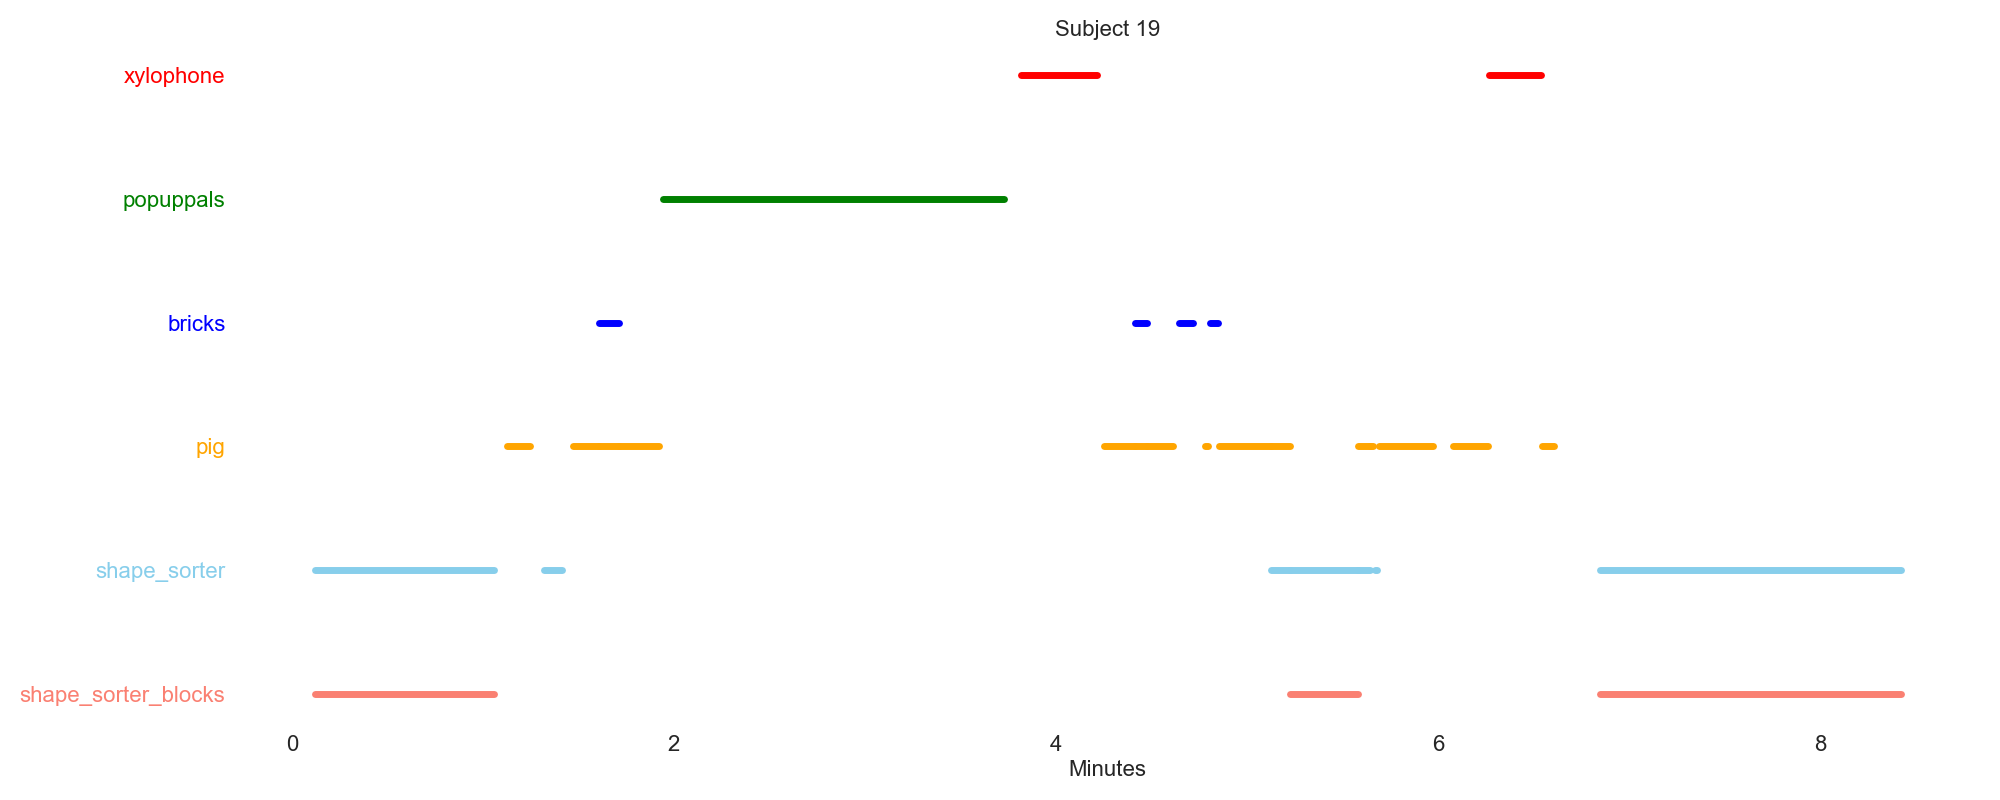 Subject 19
xylophone
popuppals
bricks
pig
shape_sorter
shape_sorter_blocks
0 2 4 6 8
Minutes